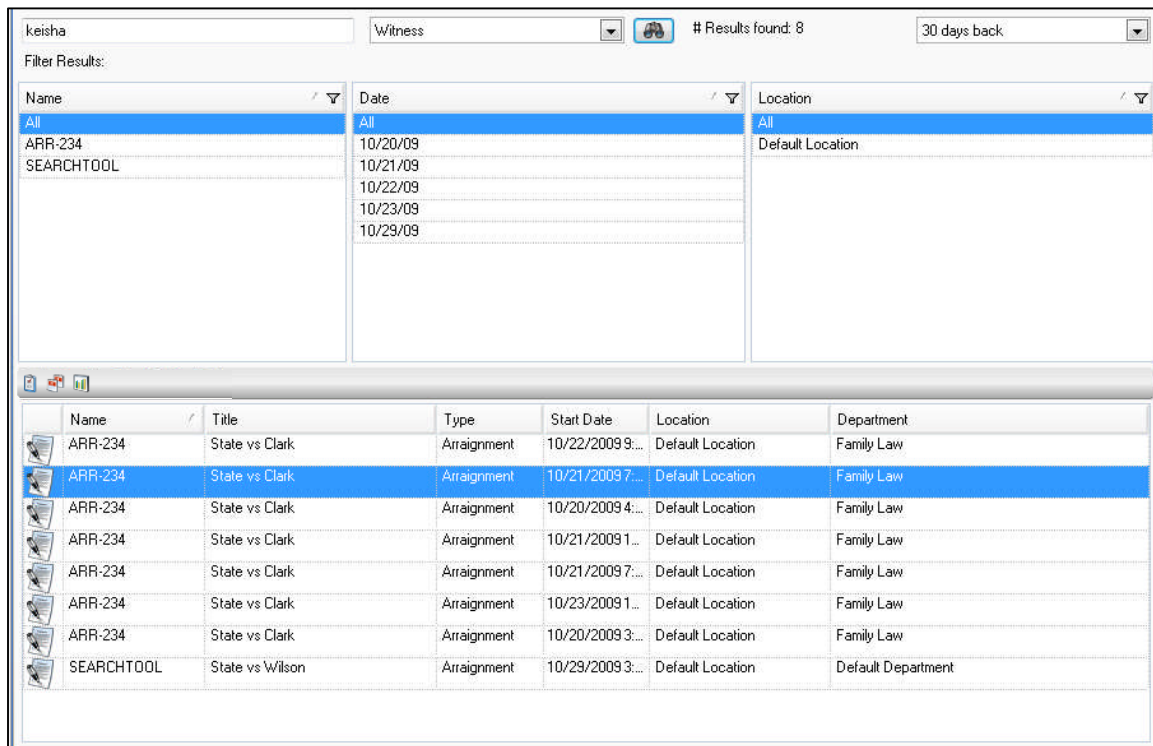 keisha Witness # Results found: 8 30 days back
Filter Results:
Name Date Location
All All All
ARR-234 10/20/09 Default Location
SEARCHTOOL 10/21/09
10/22/09
10/23/09
10/29/09
Name Title Type Start Date Location Department
ARR-234 State vs Clark Arraignment 10/22/2009 9:... Default Location Family Law
ARR-234 State vs Clark Arraignment 10/21/2009 7:... Default Location Family Law
ARR-234 State vs Clark Arraignment 10/20/2009 4:... Default Location Family Law
ARR-234 State vs Clark Arraignment 10/21/2009 1... Default Location Family Law
ARR-234 State vs Clark Arraignment 10/21/2009 7:... Default Location Family Law
ARR-234 State vs Clark Arraignment 10/23/2009 1... Default Location Family Law
ARR-234 State vs Clark Arraignment 10/20/2009 3:... Default Location Family Law
SEARCHTOOL State vs Wilson Arraignment 10/29/2009 3:... Default Location Default Department